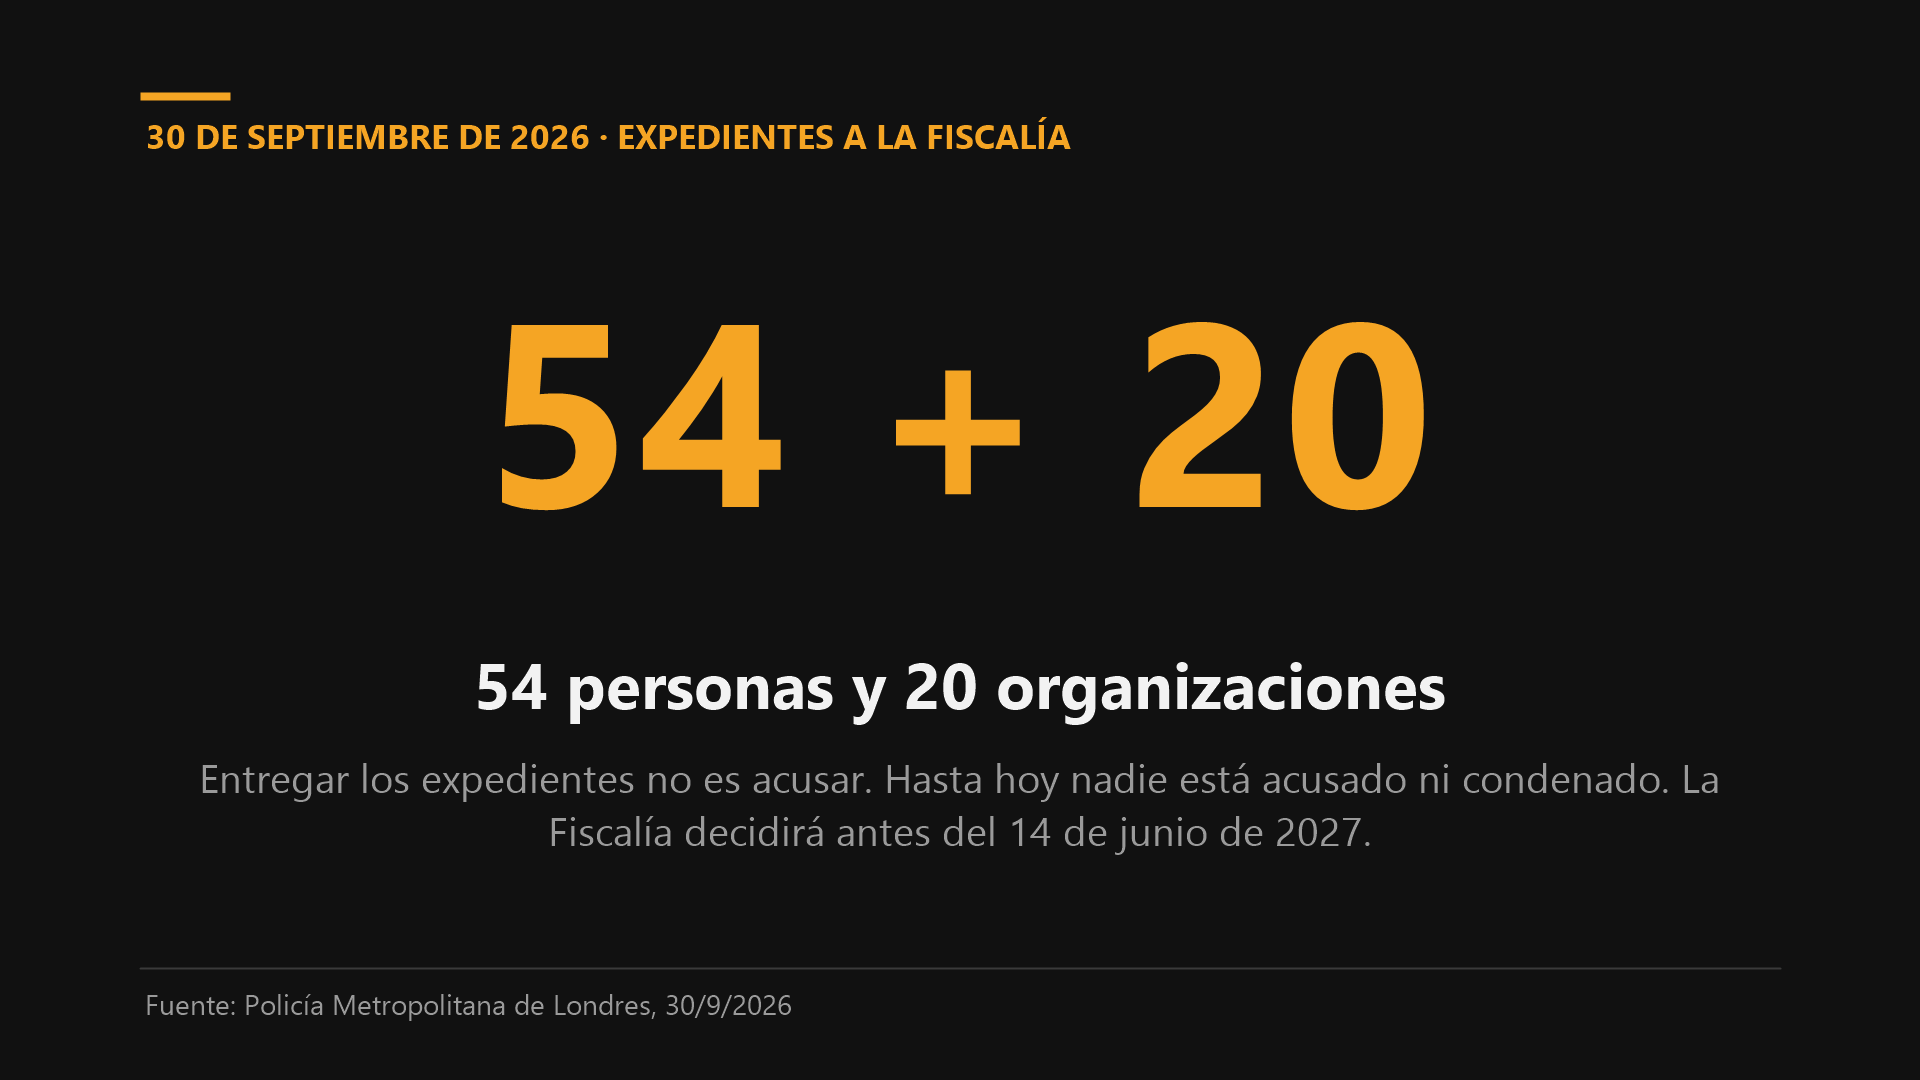 30 DE SEPTIEMBRE DE 2026 · EXPEDIENTES A LA FISCALÍA
54 + 20
54 personas y 20 organizaciones
Entregar los expedientes no es acusar. Hasta hoy nadie está acusado ni condenado. La
Fiscalía decidirá antes del 14 de junio de 2027.
Fuente: Policía Metropolitana de Londres, 30/9/2026